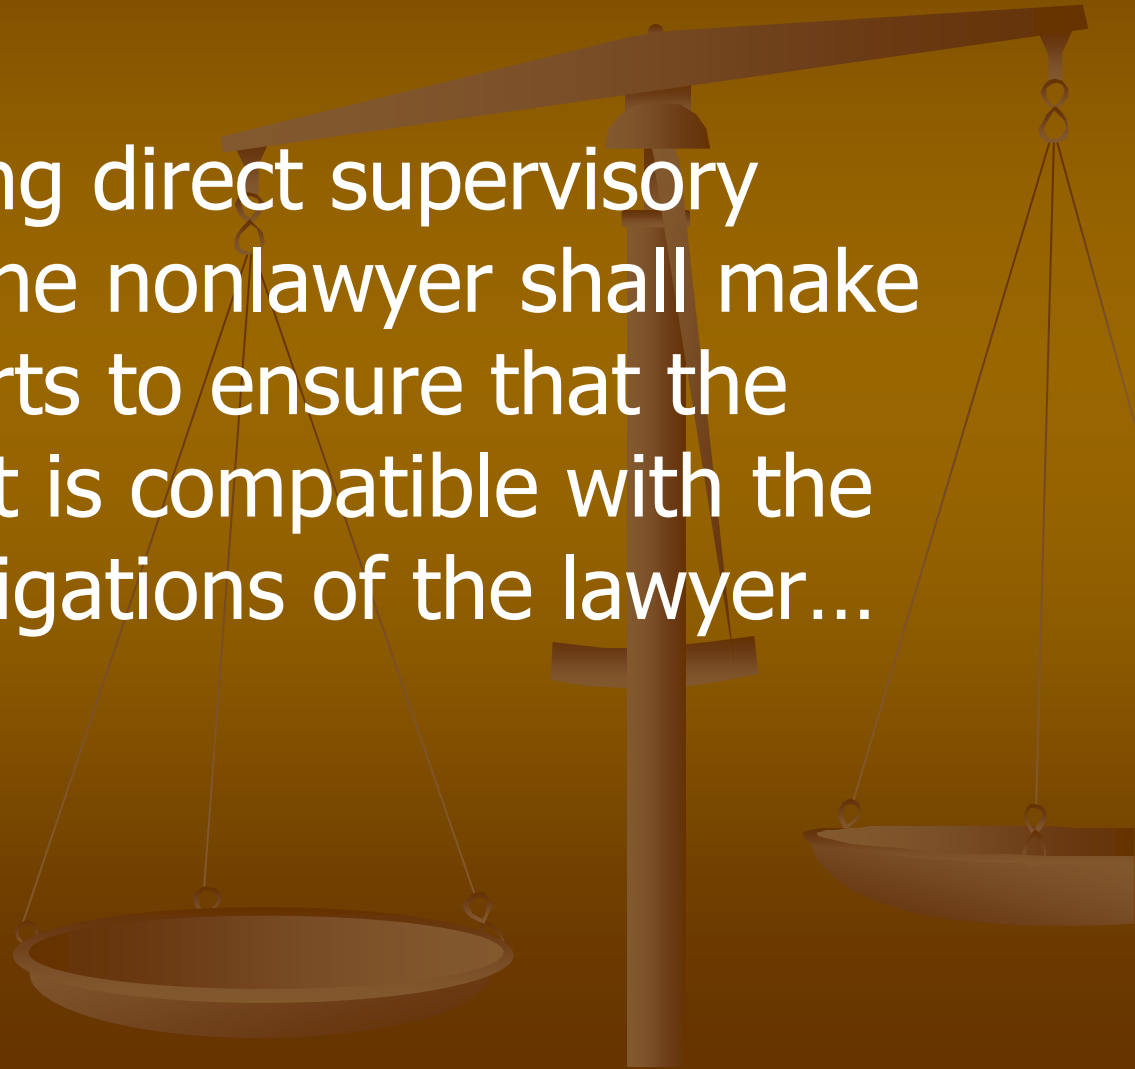 ng direct supervisory
he nonlawyer shall make
rts to ensure that the
t is compatible with the
igations of the lawyer…